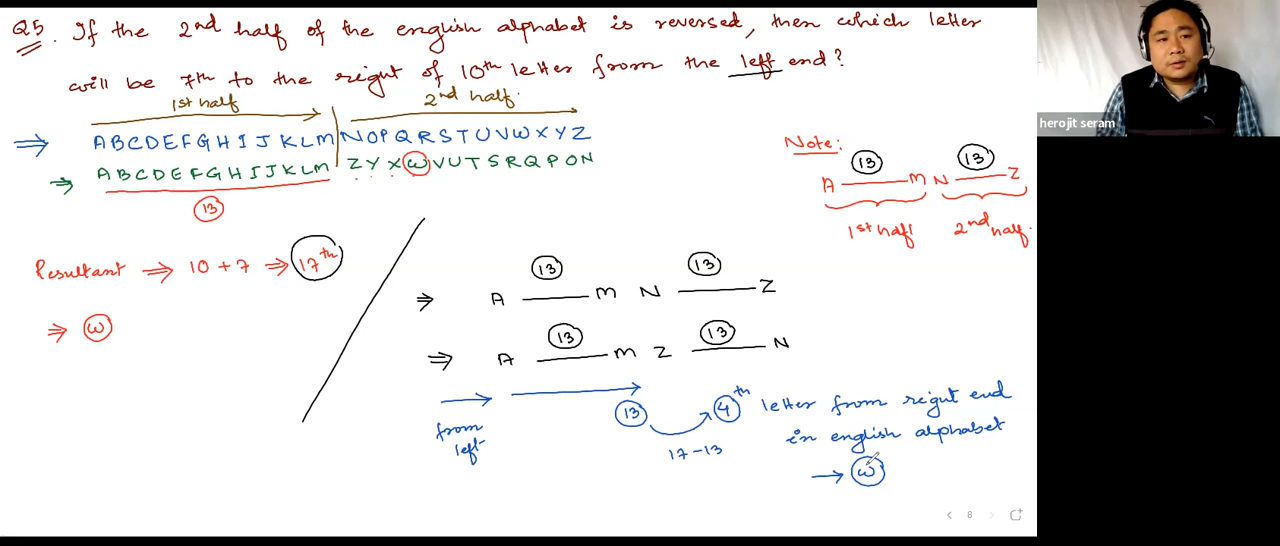 Q5. If the 2nd half of the english alphabet is reversed, then which letter
will be 7th to the right of 10th letter from the left end?
1st half 2nd half.
⇒ ABCDEFGHIJKLM NOPQRSTUVWXYZ
⇒ ABCDEFGHIJKLM ZYXWVUTSRQPON
13
Resultant ⇒ 10 + 7 ⇒ 17th
⇒ W
Note:
13 13
A M N Z
1st half 2nd half.
13 13
⇒ A M N Z
13 13
⇒ A M Z N
→ from left
13 → 4th letter from right end
17-13
in english alphabet
→ W
8
herojit seram